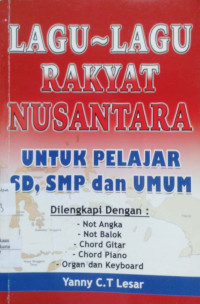 LAGU~LAGU
RAKYAT
NUSANTARA
UNTUK PELAJAR
SD, SMP dan UMUM
Dilengkapi Dengan :
- Not Angka
- Not Balok
- Chord Gitar
- Chord Piano
- Organ dan Keyboard
Yanny C.T Lesar